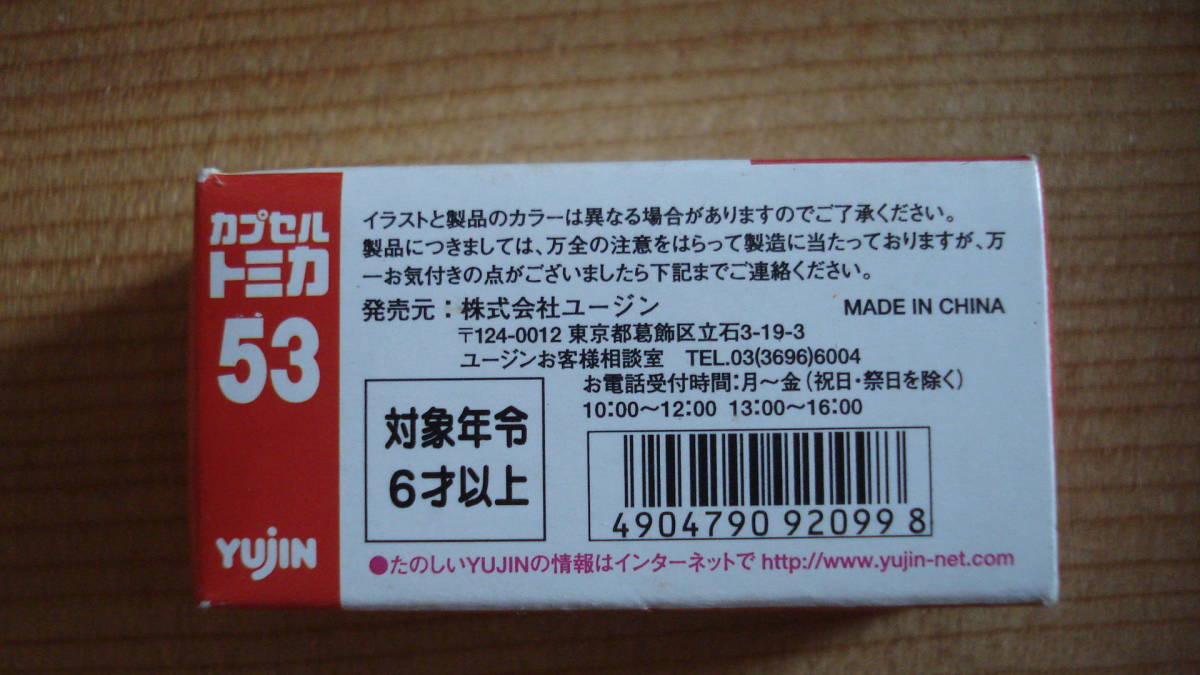 カプセル
トミカ
53
YUJIN
イラストと製品のカラーは異なる場合がありますのでご了承ください。
製品につきましては、万全の注意をはらって製造に当たっておりますが、万
一お気付きの点がございましたら下記までご連絡ください。
発売元：株式会社ユージン MADE IN CHINA
〒124-0012 東京都葛飾区立石3-19-3
ユージンお客様相談室 TEL.03(3696)6004
お電話受付時間：月〜金（祝日・祭日を除く）
10:00〜12:00 13:00〜16:00
対象年令
6才以上
4904790 920998
●たのしいYUJINの情報はインターネットで http://www.yujin-net.com